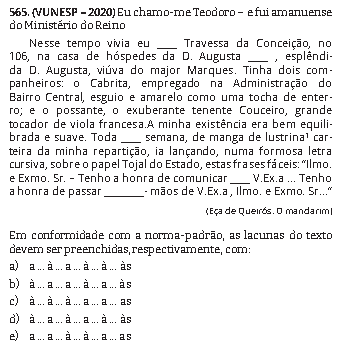 565. (VUNESP – 2020) Eu chamo-me Teodoro – e fui amanuense
do Ministério do Reino
Nesse tempo vivia eu ____ Travessa da Conceição, no
106, na casa de hóspedes da D. Augusta ____ , esplêndi-
da D. Augusta, viúva do major Marques. Tinha dois com-
panheiros: o Cabrita, empregado na Administração do
Bairro Central, esguio e amarelo como uma tocha de enter-
ro; e o possante, o exuberante tenente Couceiro, grande
tocador de viola francesa.A minha existência era bem equili-
brada e suave. Toda ____ semana, de manga de lustrina¹ car-
teira da minha repartição, ia lançando, numa formosa letra
cursiva, sobre o papel Tojal do Estado, estas frases fáceis: “Ilmo.
e Exmo. Sr. – Tenho a honra de comunicar ____ V.Ex.a ... Tenho
a honra de passar ________- mãos de V.Ex.a , Ilmo. e Exmo. Sr...“
(Eça de Queirós. O mandarim)
Em conformidade com a norma-padrão, as lacunas do texto
devem ser preenchidas, respectivamente, com:
a) a ... à ... a ... à ... à ... às
b) à ... a ... a ... à ... a ... às
c) à ... à ... a ... à ... a ... às
d) à ... a ... a ... à ... à ... às
e) a ... a ... a ... à ... a ... as